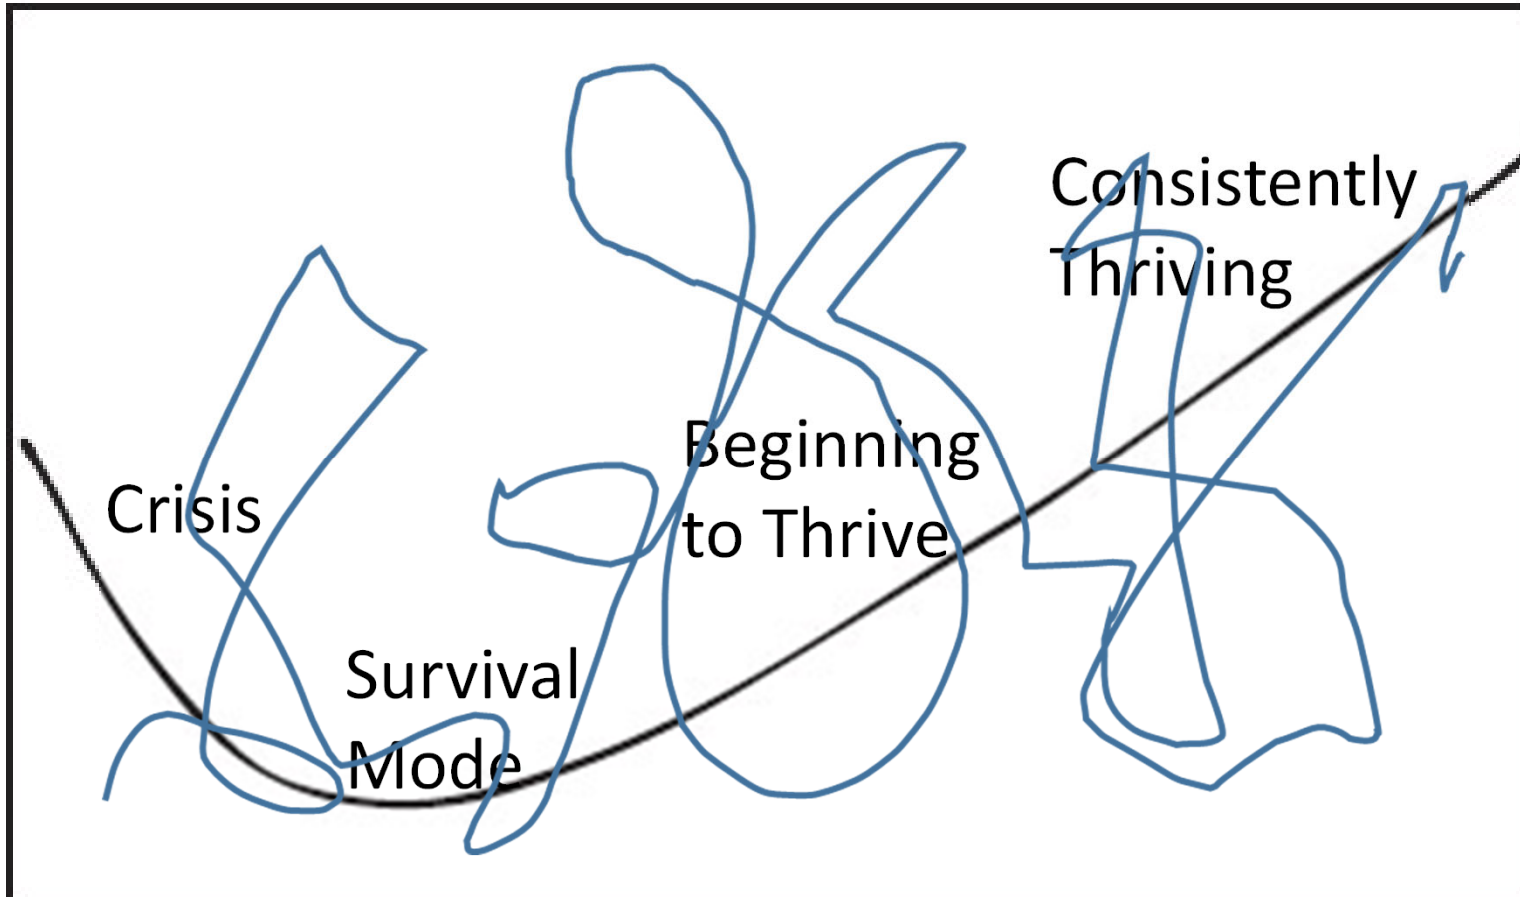 Crisis
Survival
Mode
Beginning
to Thrive
Consistently
Thriving